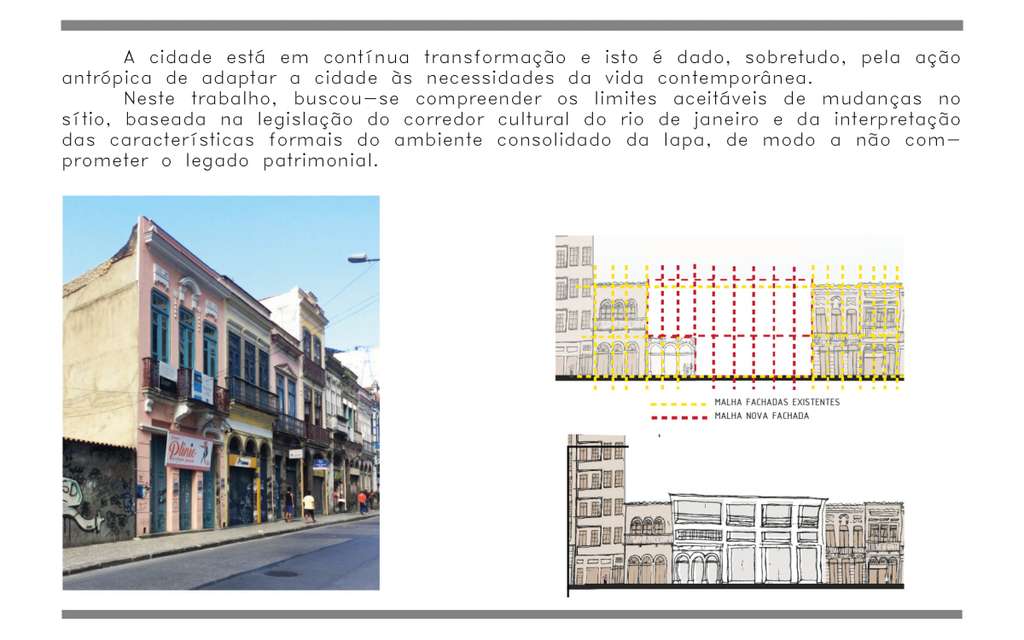 A cidade está em contínua transformação e isto é dado, sobretudo, pela ação
antrópica de adaptar a cidade às necessidades da vida contemporânea.
Neste trabalho, buscou-se compreender os limites aceitáveis de mudanças no
sítio, baseada na legislação do corredor cultural do rio de janeiro e da interpretação
das características formais do ambiente consolidado da lapa, de modo a não com-
prometer o legado patrimonial.
Plinio
MALHA FACHADAS EXISTENTES
MALHA NOVA FACHADA